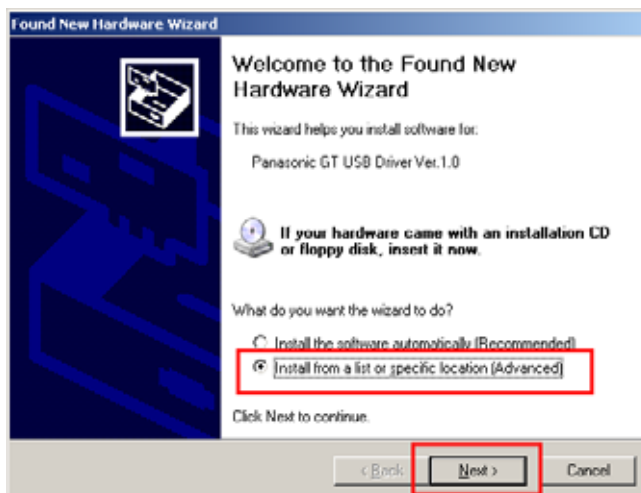 Found New Hardware Wizard
Welcome to the Found New
Hardware Wizard
This wizard helps you install software for:
Panasonic GT USB Driver Ver.1.0
If your hardware came with an installation CD
or floppy disk, insert it now.
What do you want the wizard to do?
Install the software automatically (Recommended)
Install from a list or specific location (Advanced)
Click Next to continue.
< Back
Next >
Cancel